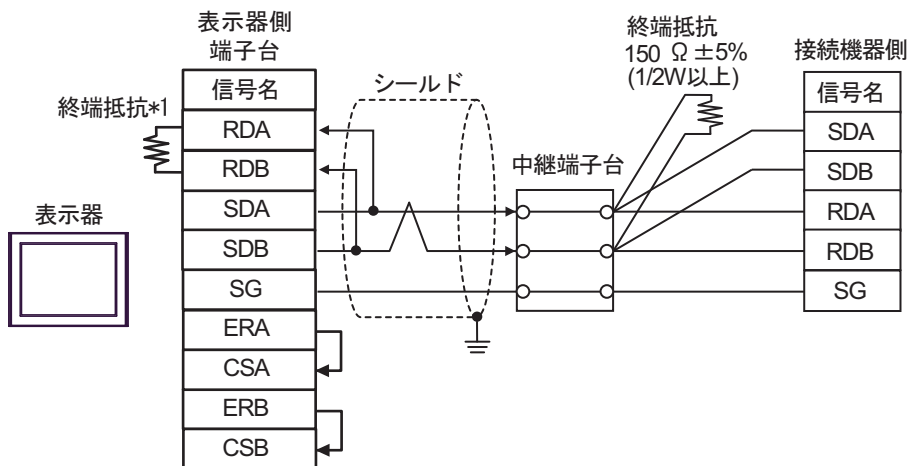 表示器側
端子台
信号名
終端抵抗*1
RDA
RDB
SDA
SDB
SG
ERA
CSA
ERB
CSB
表示器
シールド
中継端子台
終端抵抗
150 Ω ±5%
(1/2W以上)
接続機器側
信号名
SDA
SDB
RDA
RDB
SG